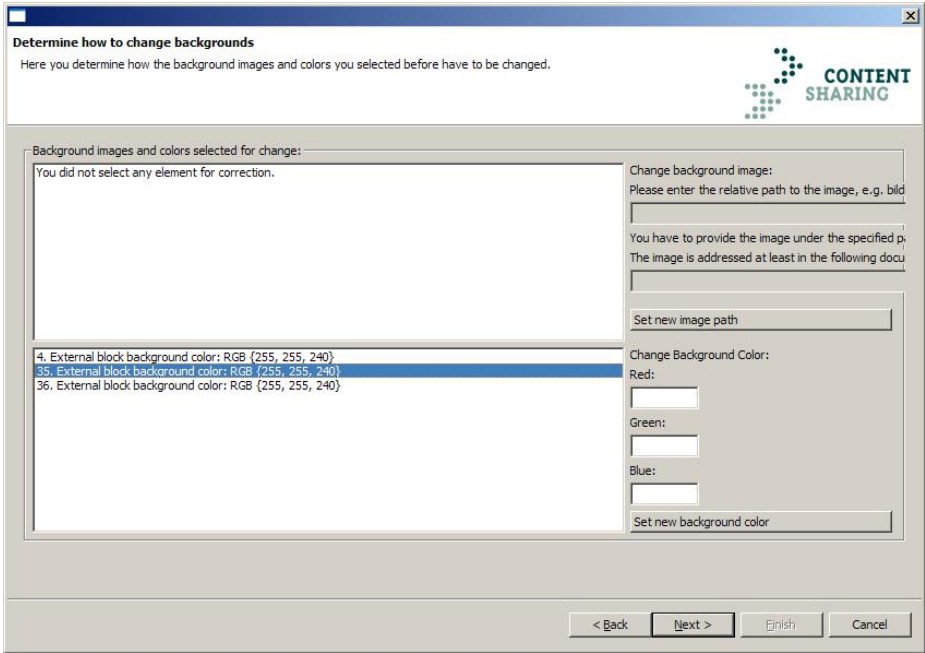 Determine how to change backgrounds
Here you determine how the background images and colors you selected before have to be changed.
CONTENT
SHARING
Background images and colors selected for change:
You did not select any element for correction.
Change background image:
Please enter the relative path to the image, e.g. bild
You have to provide the image under the specified pa
The image is addressed at least in the following docu
Set new image path
4. External block background color: RGB {255, 255, 240}
35. External block background color: RGB {255, 255, 240}
36. External block background color: RGB {255, 255, 240}
Change Background Color:
Red:
Green:
Blue:
Set new background color
< Back
Next >
Finish
Cancel